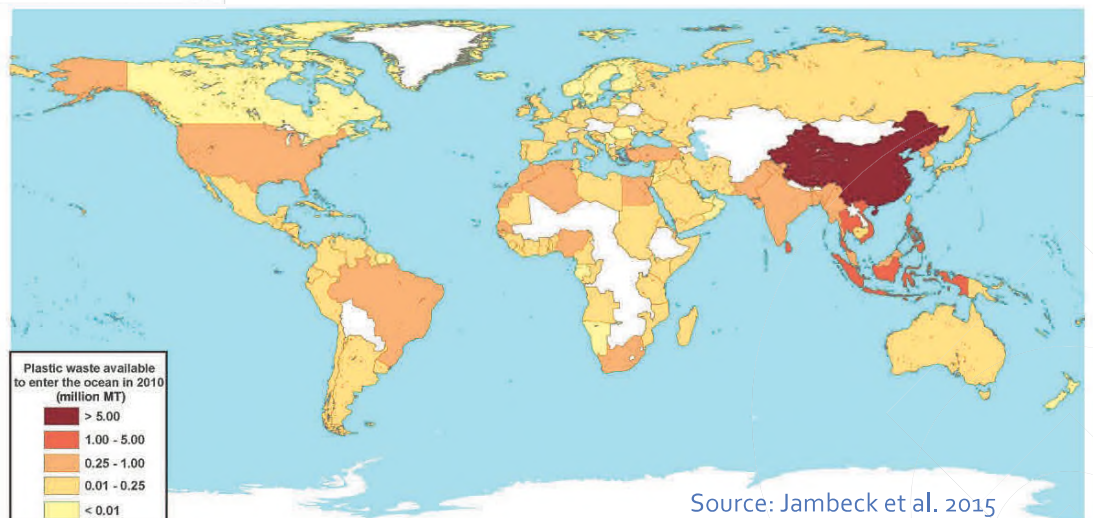 Plastic waste available
to enter the ocean in 2010
(million MT)
> 5.00
1.00 - 5.00
0.25 - 1.00
0.01 - 0.25
< 0.01
Source: Jambeck et al. 2015